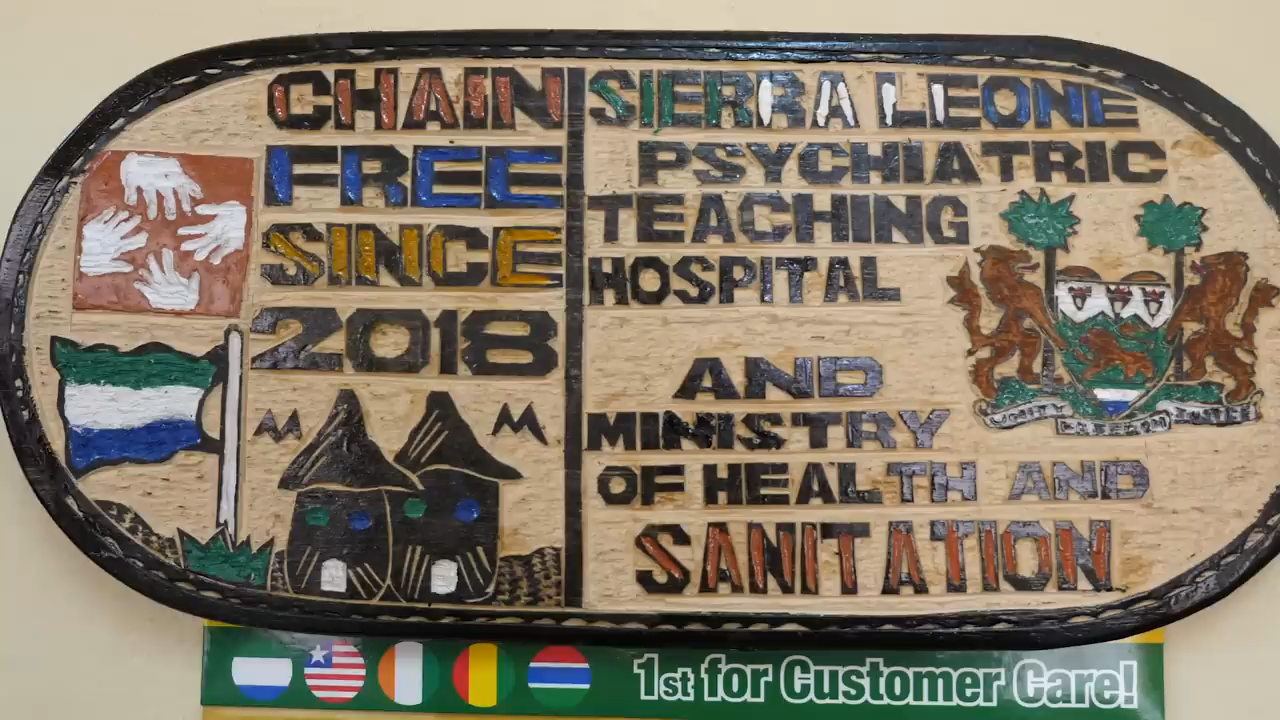 CHAIN
FREE
SINCE
2018
SIERRA LEONE
PSYCHIATRIC
TEACHING
HOSPITAL
AND
MINISTRY
OF HEALTH AND
SANITATION
1st for Customer Care!